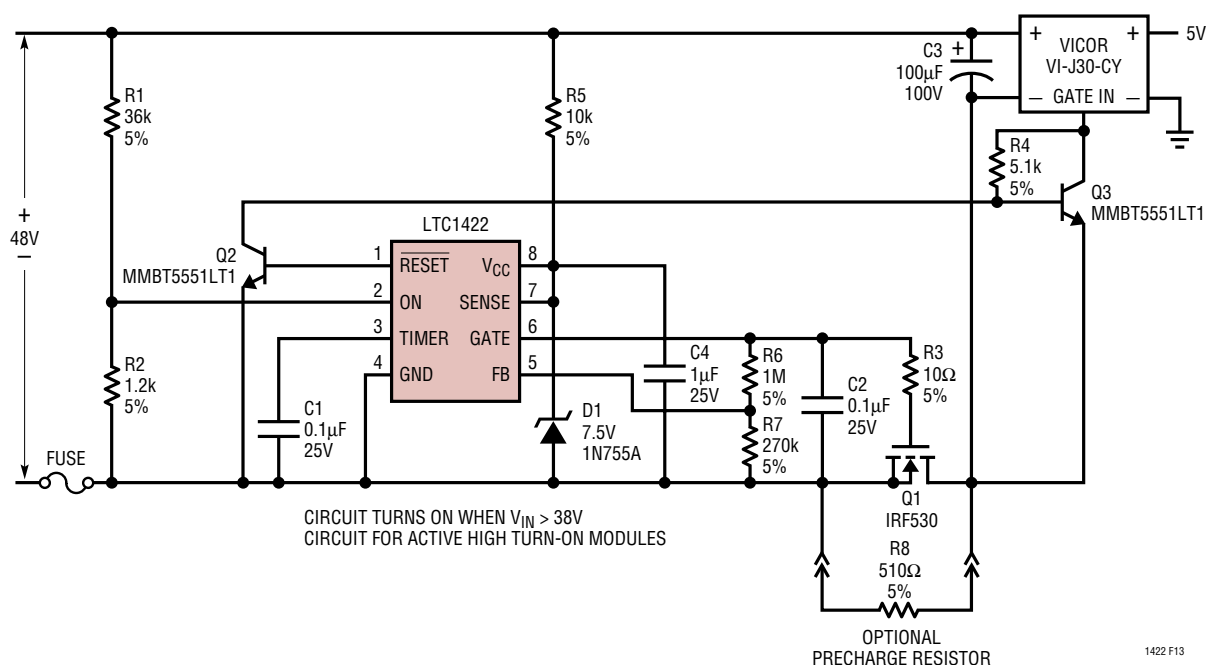 C3
+
100µF
100V
+
VICOR
VI-J30-CY
+
5V
–
GATE IN
–
R1
36k
5%
R5
10k
5%
R4
5.1k
5%
Q3
MMBT5551LT1
+
48V
–
LTC1422
Q2
MMBT5551LT1
1
RESET
VCC
8
2
ON
SENSE
7
3
TIMER
GATE
6
4
GND
FB
5
R2
1.2k
5%
C1
0.1µF
25V
D1
7.5V
1N755A
C4
1µF
25V
R6
1M
5%
R7
270k
5%
C2
0.1µF
25V
R3
10Ω
5%
FUSE
Q1
IRF530
CIRCUIT TURNS ON WHEN VIN > 38V
CIRCUIT FOR ACTIVE HIGH TURN-ON MODULES
R8
510Ω
5%
OPTIONAL
PRECHARGE RESISTOR
1422 F13